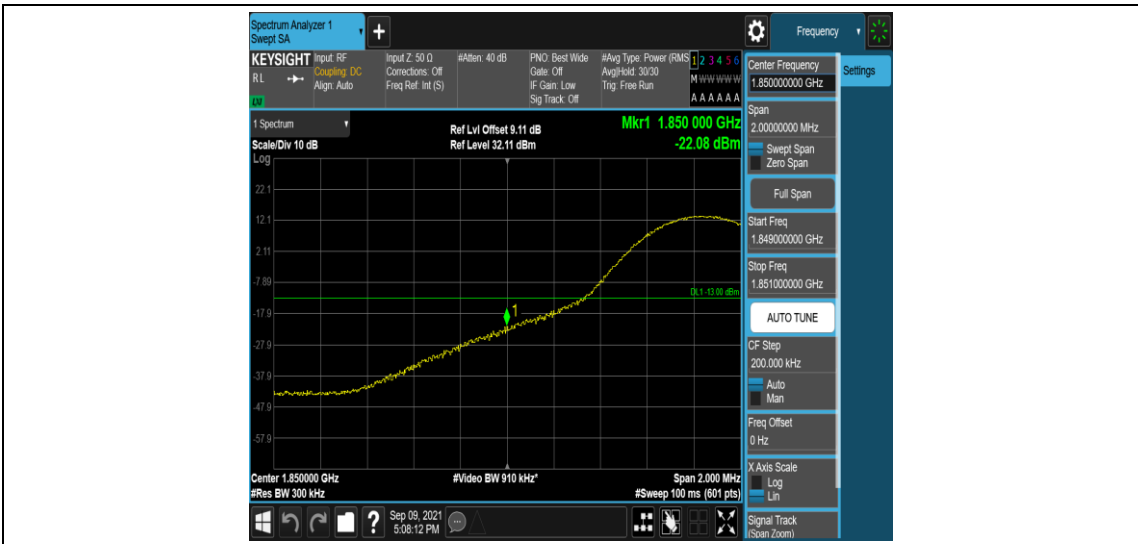 Spectrum Analyzer 1
Swept SA
+
Frequency
KEYSIGHT Input: RF Input Z: 50 Ω #Atten: 40 dB PNO: Best Wide #Avg Type: Power (RMS 1 2 3 4 5 6
RL Coupling: DC Corrections: Off Gate: Off Avg|Hold: 30/30 M W W W W W
Align: Auto Freq Ref: Int (S) IF Gain: Low Trig: Free Run
Sig Track: Off A A A A A A
LXI
1 Spectrum
Scale/Div 10 dB
Log
Ref Lvl Offset 9.11 dB
Ref Level 32.11 dBm
Mkr1 1.850 000 GHz
-22.08 dBm
22.1
12.1
2.11
-7.89
DL1 -13.00 dBm
-17.9
1
-27.9
-37.9
-47.9
-57.9
Center 1.850000 GHz #Video BW 910 kHz* Span 2.000 MHz
#Res BW 300 kHz #Sweep 100 ms (601 pts)
Sep 09, 2021
5:08:12 PM
?
Center Frequency
1.850000000 GHz
Settings
Span
2.00000000 MHz
Swept Span
Zero Span
Full Span
Start Freq
1.849000000 GHz
Stop Freq
1.851000000 GHz
AUTO TUNE
CF Step
200.000 kHz
Auto
Man
Freq Offset
0 Hz
X Axis Scale
Log
Lin
Signal Track
(Span Zoom)